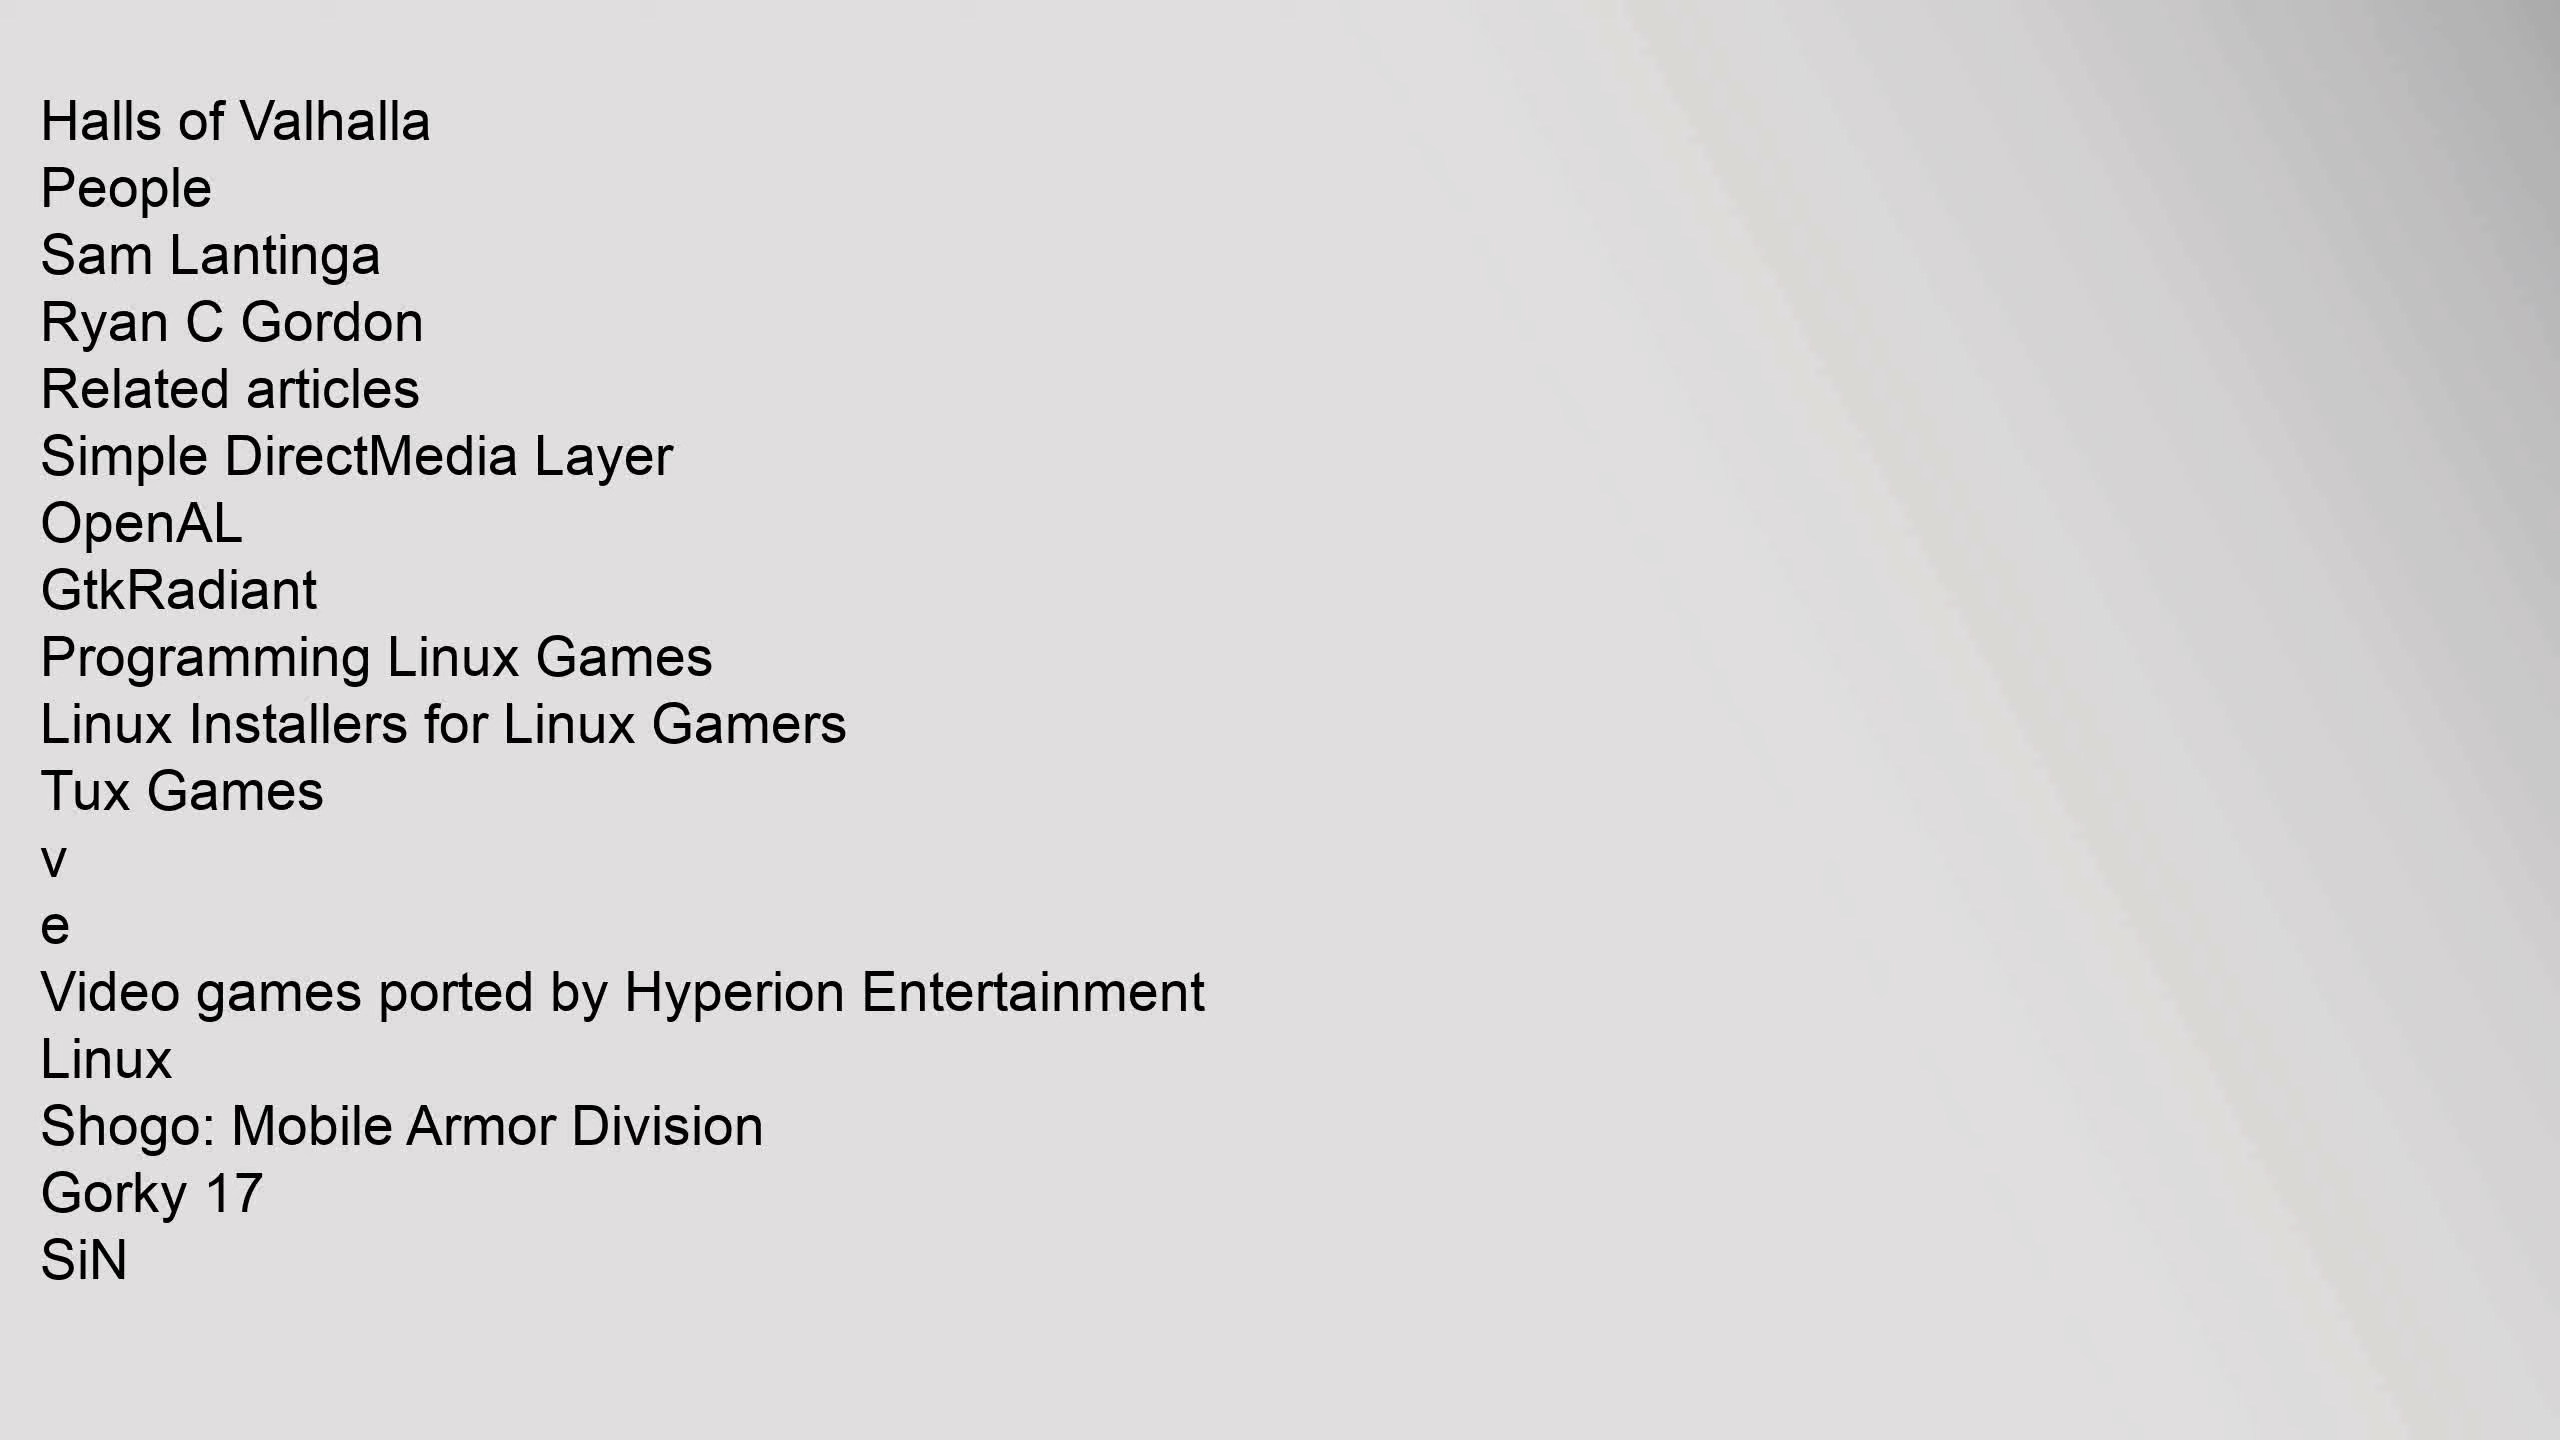 Halls of Valhalla
People
Sam Lantinga
Ryan C Gordon
Related articles
Simple DirectMedia Layer
OpenAL
GtkRadiant
Programming Linux Games
Linux Installers for Linux Gamers
Tux Games
v
e
Video games ported by Hyperion Entertainment
Linux
Shogo: Mobile Armor Division
Gorky 17
SiN